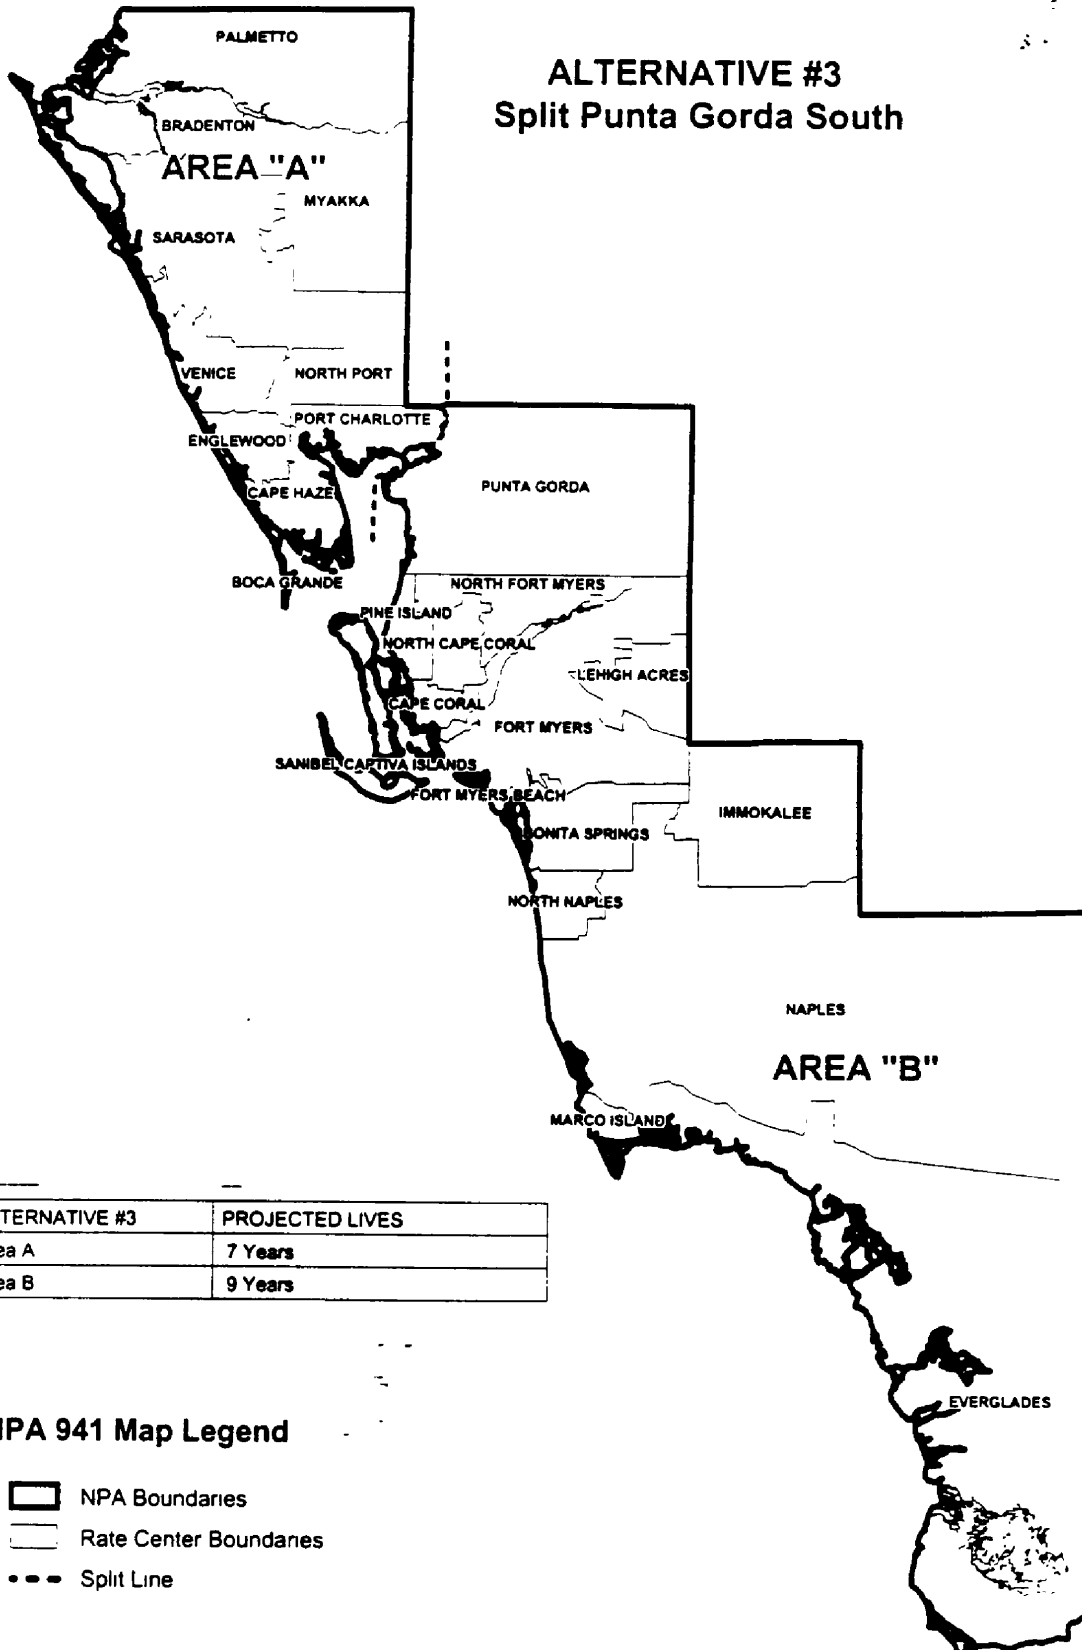 ALTERNATIVE #3
Split Punta Gorda South
PALMETTO
BRADENTON
AREA "A"
MYAKKA
SARASOTA
VENICE
NORTH PORT
PORT CHARLOTTE
ENGLEWOOD
CAPE HAZE
PUNTA GORDA
BOCA GRANDE
NORTH FORT MYERS
PINE ISLAND
NORTH CAPE CORAL
LEHIGH ACRES
CAPE CORAL
FORT MYERS
SANIBEL CAPTIVA ISLANDS
FORT MYERS BEACH
IMMOKALEE
BONITA SPRINGS
NORTH NAPLES
NAPLES
AREA "B"
MARCO ISLAND
TERNATIVE #3 PROJECTED LIVES
ea A 7 Years
ea B 9 Years
EVERGLADES
NPA 941 Map Legend
NPA Boundaries
Rate Center Boundaries
Split Line